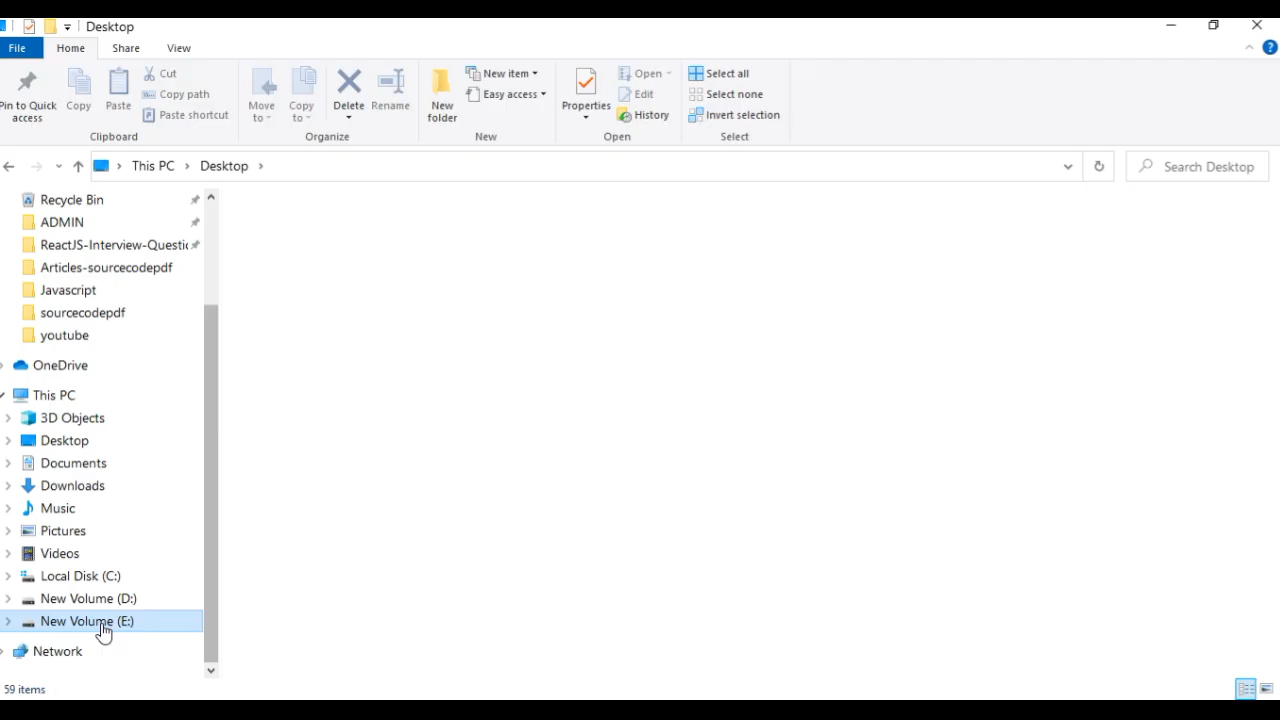 Desktop
File Home Share View
Pin to Quick access
Copy
Paste
Cut
Copy path
Paste shortcut
Clipboard
Move to
Copy to
Delete
Rename
Organize
New folder
New item
Easy access
New
Properties
Open
Edit
History
Open
Select all
Select none
Invert selection
Select
This PC > Desktop >
Search Desktop
Recycle Bin
ADMIN
ReactJS-Interview-Questic
Articles-sourcecodepdf
Javascript
sourcecodepdf
youtube
OneDrive
This PC
3D Objects
Desktop
Documents
Downloads
Music
Pictures
Videos
Local Disk (C:)
New Volume (D:)
New Volume (E:)
Network
59 items